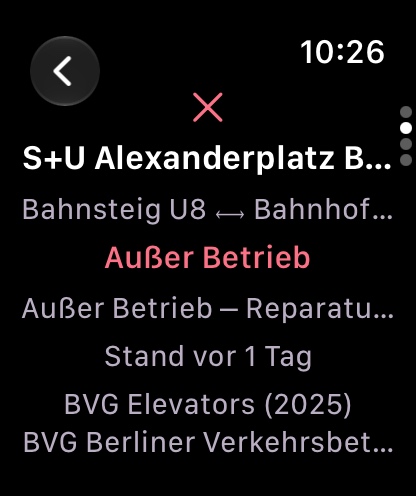 10:26
S+U Alexanderplatz B...
Bahnsteig U8 ⟷ Bahnhof...
Außer Betrieb
Außer Betrieb – Reparatu...
Stand vor 1 Tag
BVG Elevators (2025)
BVG Berliner Verkehrsbet...